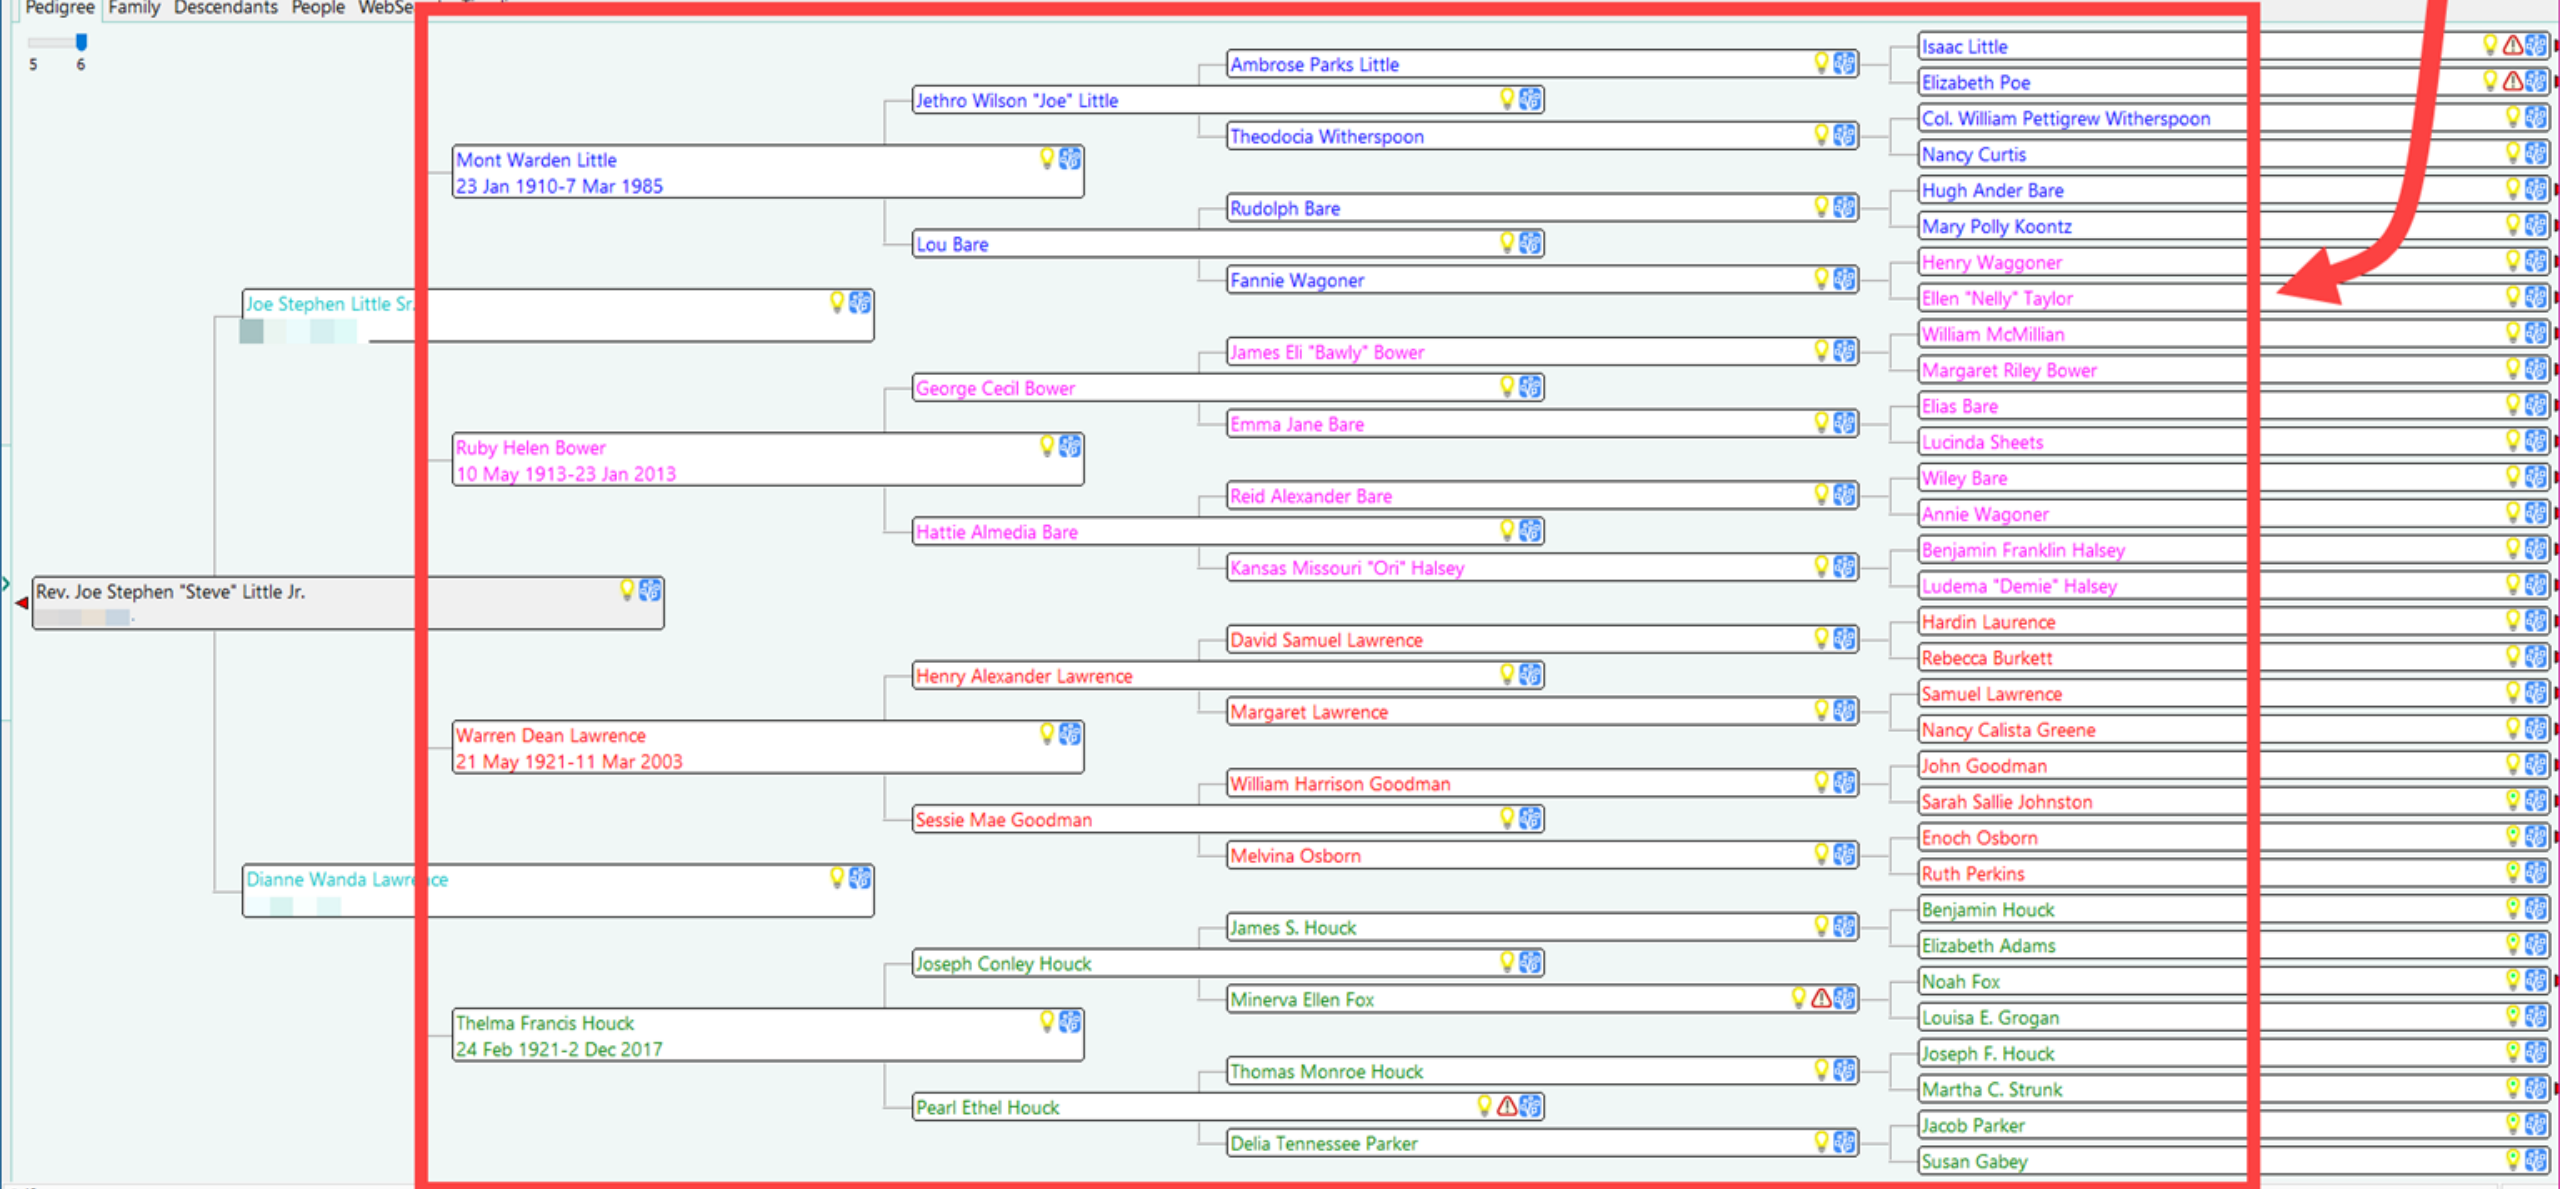 Pedigree Family Descendants People
5 6
Rev. Joe Stephen "Steve" Little Jr.
Joe Stephen Little Sr.
Dianne Wanda Lawrence
Mont Warden Little
23 Jan 1910-7 Mar 1985
Ruby Helen Bower
10 May 1913-23 Jan 2013
Warren Dean Lawrence
21 May 1921-11 Mar 2003
Thelma Francis Houck
24 Feb 1921-2 Dec 2017
Jethro Wilson "Joe" Little
Lou Bare
George Cecil Bower
Hattie Almedia Bare
Henry Alexander Lawrence
Sessie Mae Goodman
Joseph Conley Houck
Pearl Ethel Houck
Ambrose Parks Little
Theodocia Witherspoon
Rudolph Bare
Fannie Wagoner
James Eli "Bawly" Bower
Emma Jane Bare
Reid Alexander Bare
Kansas Missouri "Ori" Halsey
David Samuel Lawrence
Margaret Lawrence
William Harrison Goodman
Melvina Osborn
James S. Houck
Minerva Ellen Fox
Thomas Monroe Houck
Delia Tennessee Parker
Isaac Little
Elizabeth Poe
Col. William Pettigrew Witherspoon
Nancy Curtis
Hugh Ander Bare
Mary Polly Koontz
Henry Waggoner
Ellen "Nelly" Taylor
William McMillian
Margaret Riley Bower
Elias Bare
Lucinda Sheets
Wiley Bare
Annie Wagoner
Benjamin Franklin Halsey
Ludema "Demie" Halsey
Hardin Laurence
Rebecca Burkett
Samuel Lawrence
Nancy Calista Greene
John Goodman
Sarah Sallie Johnston
Enoch Osborn
Ruth Perkins
Benjamin Houck
Elizabeth Adams
Noah Fox
Louisa E. Grogan
Joseph F. Houck
Martha C. Strunk
Jacob Parker
Susan Gabey